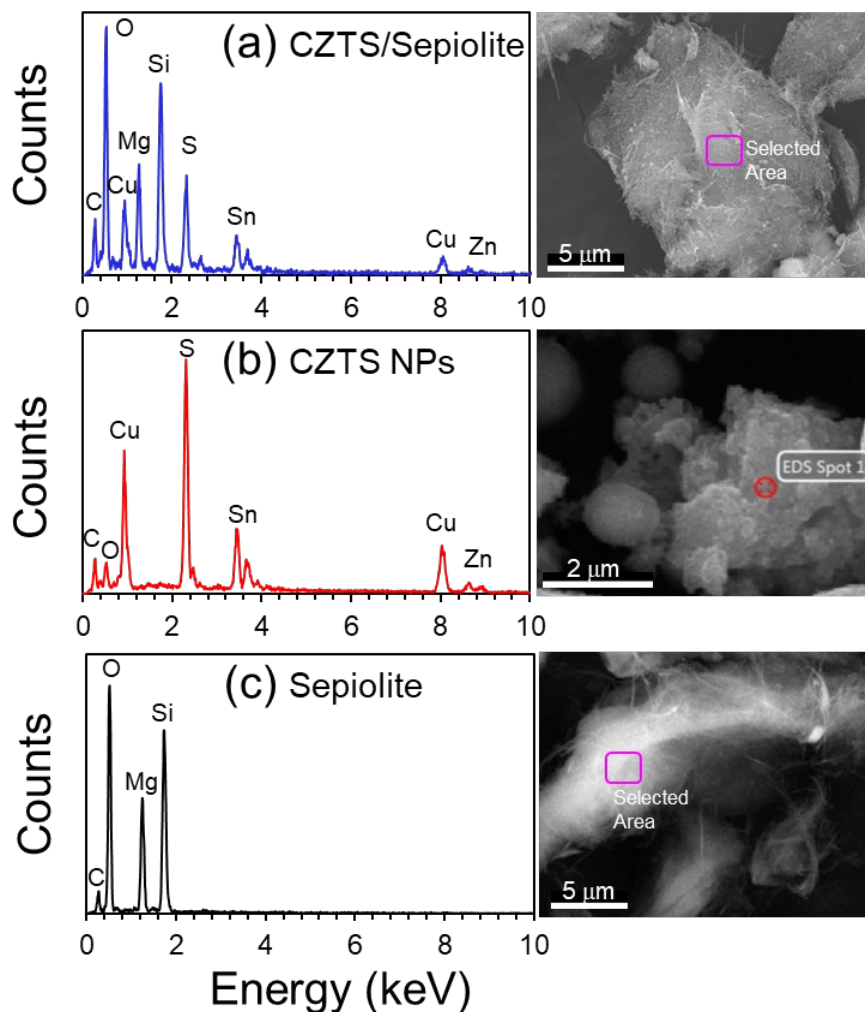 (a) CZTS/Sepiolite
Counts
O
Si
Mg
S
Cu
C
Sn
Cu
Zn
0 2 4 6 8 10
Selected
Area
5 μm
(b) CZTS NPs
Counts
S
Cu
C
O
Sn
Cu
Zn
0 2 4 6 8 10
EDS Spot 1
2 μm
(c) Sepiolite
Counts
O
Si
Mg
C
0 2 4 6 8 10
Energy (keV)
Selected
Area
5 μm